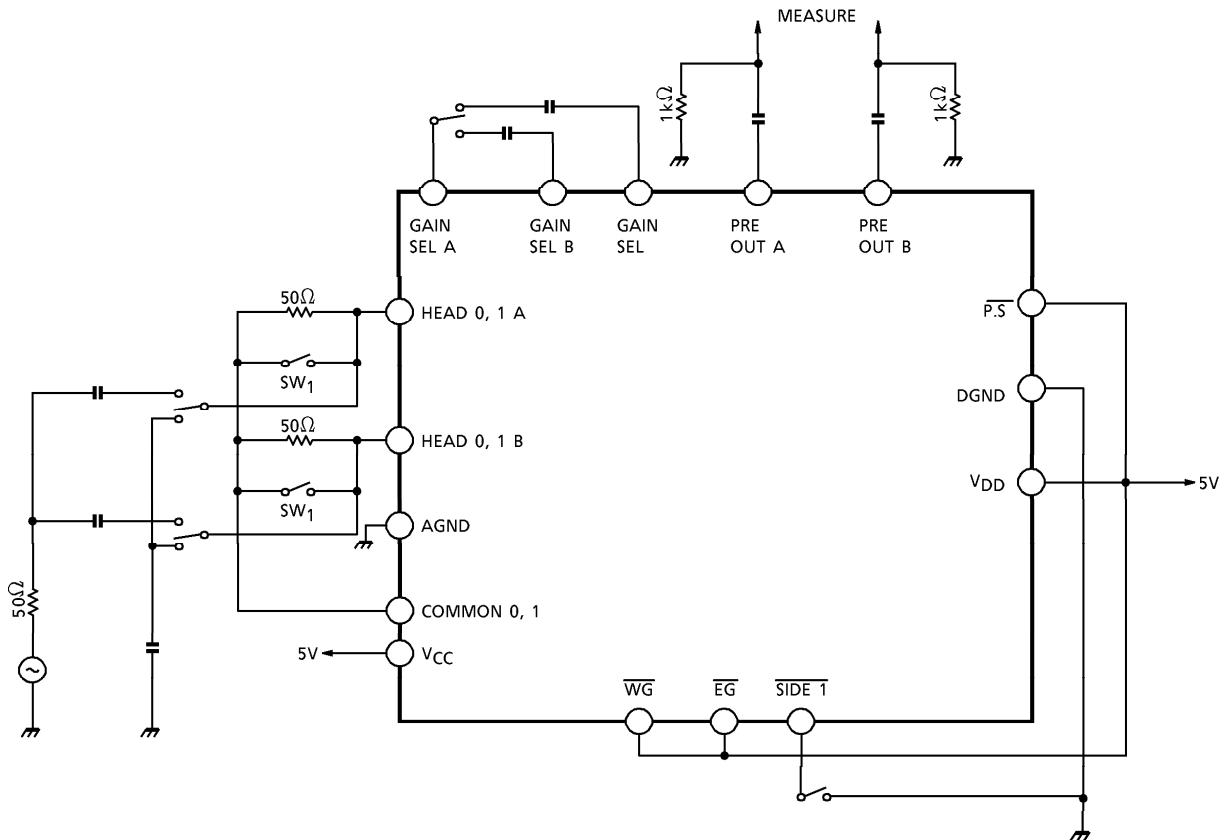 MEASURE
1kΩ
1kΩ
GAIN
SEL A
GAIN
SEL B
GAIN
SEL
PRE
OUT A
PRE
OUT B
50Ω
HEAD 0, 1 A
P.S
SW1
DGND
50Ω
HEAD 0, 1 B
VDD
5V
SW1
AGND
50Ω
COMMON 0, 1
5V
VCC
WG
EG
SIDE 1